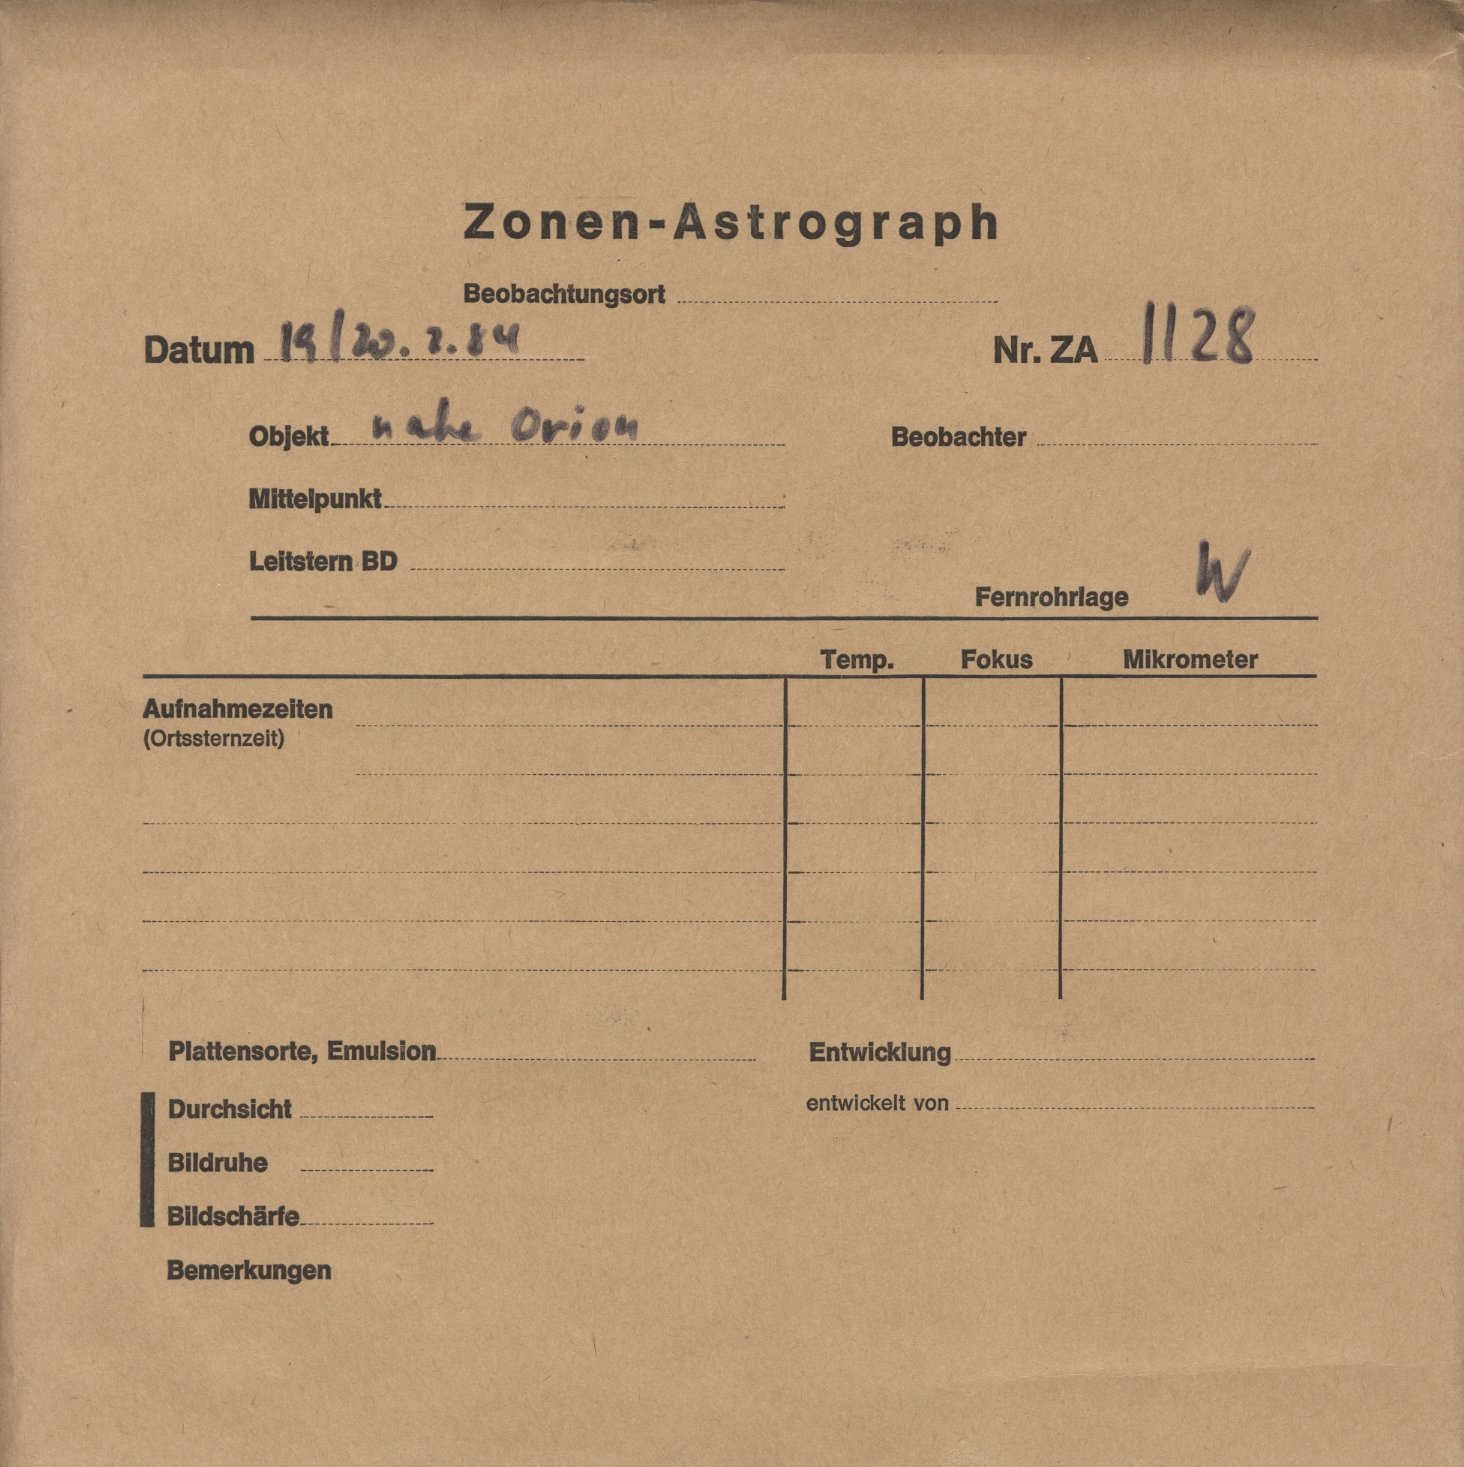 Zonen-Astrograph
Beobachtungsort
Datum 19/20.2.84
Nr. ZA 1128
Objekt nahe Orion
Beobachter
Mittelpunkt
Leitstern BD
Fernrohrlage W
Temp. Fokus Mikrometer
Aufnahmezeiten
(Ortssternzeit)
Plattensorte, Emulsion
Entwicklung
Durchsicht
entwickelt von
Bildruhe
Bildschärfe
Bemerkungen